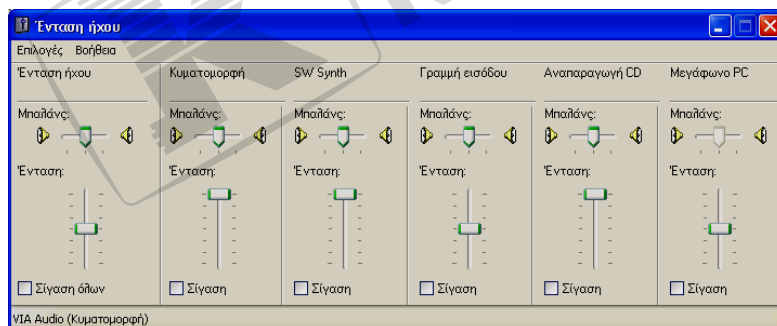 Ένταση ήχου
Επιλογές Βοήθεια
Ένταση ήχου Κυματομορφή SW Synth Γραμμή εισόδου Αναπαραγωγή CD Μεγάφωνο PC
Μπαλάνς: Μπαλάνς: Μπαλάνς: Μπαλάνς: Μπαλάνς: Μπαλάνς:
Ένταση: Ένταση: Ένταση: Ένταση: Ένταση: Ένταση:
Σίγαση όλων Σίγαση Σίγαση Σίγαση Σίγαση Σίγαση
VIA Audio (Κυματομορφή)